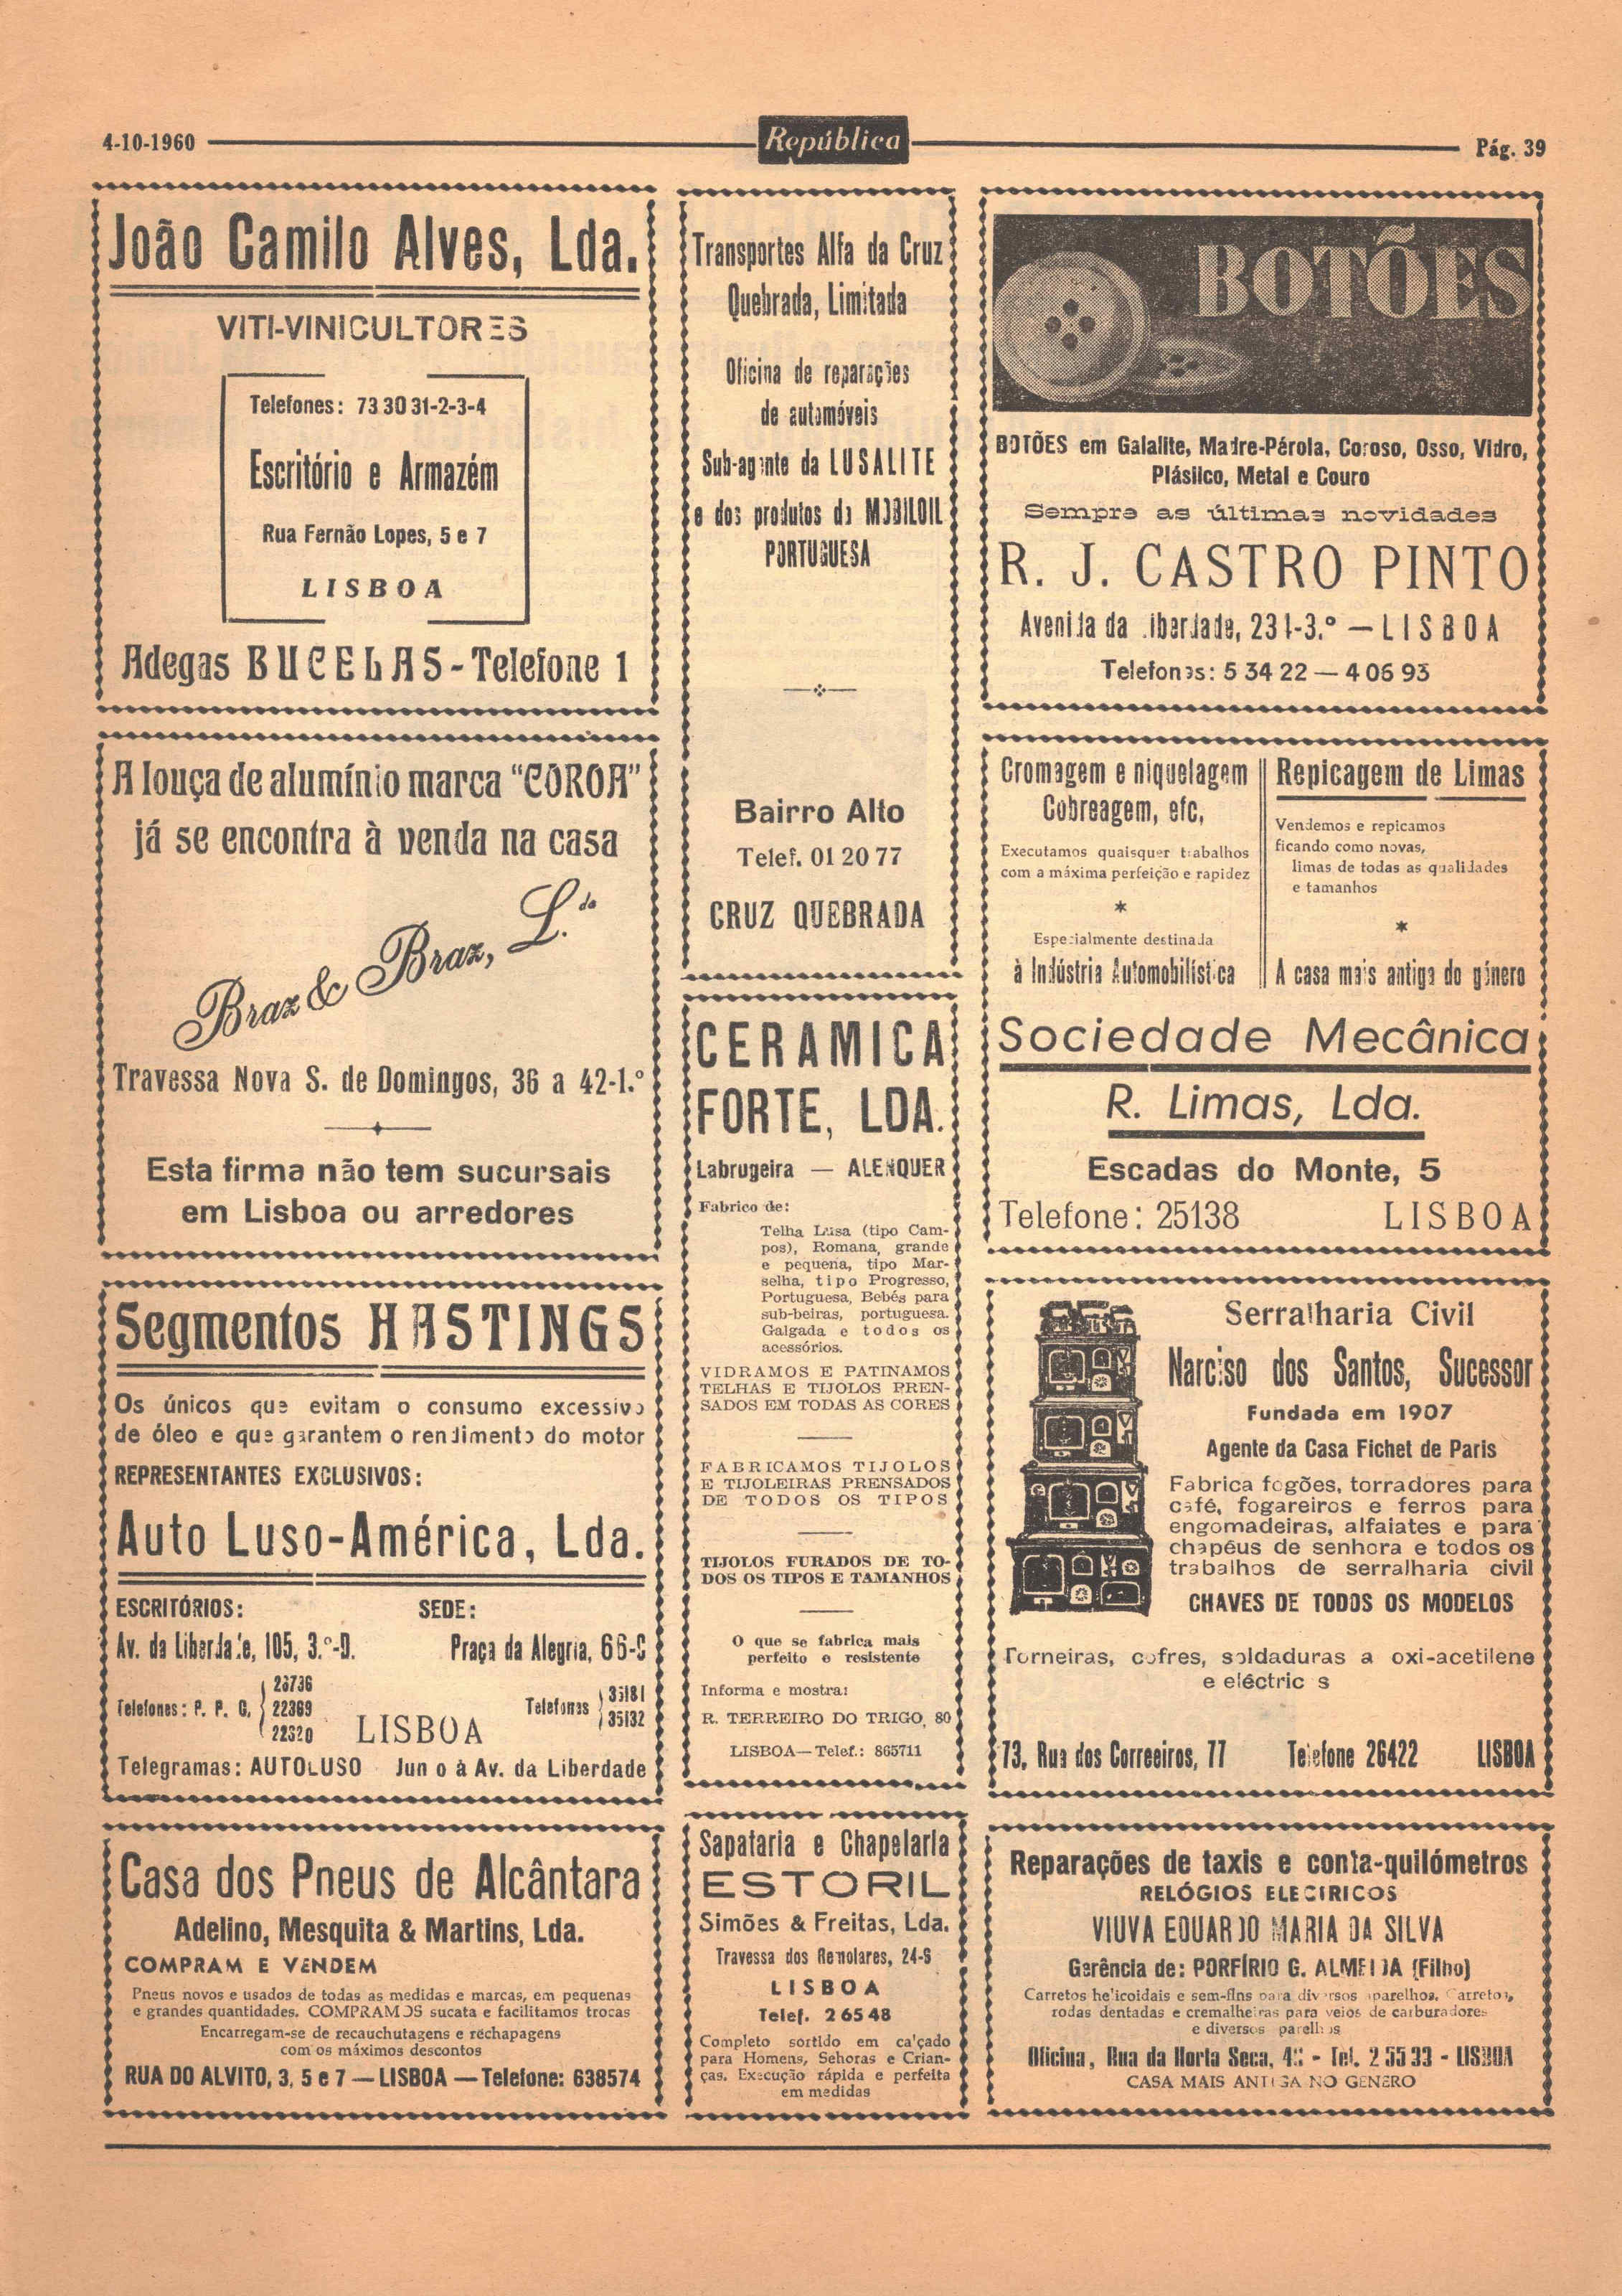 4-10-1960
República
Pág. 39
João Camilo Alves, Lda.
VITI-VINICULTORES
Telefones: 73 30 31-2-3-4
Escritório e Armazém
Rua Fernão Lopes, 5 e 7
LISBOA
Adegas BUCELAS - Telefone 1
A louça de alumínio marca “COROA”
já se encontra à venda na casa
Braz & Braz, L.da
Travessa Nova S. de Domingos, 36 a 42-1.º
Esta firma não tem sucursais
em Lisboa ou arredores
Segmentos HASTINGS
Os únicos que evitam o consumo excessivo
de óleo e que garantem o rendimento do motor
REPRESENTANTES EXCLUSIVOS:
Auto Luso-América, Lda.
ESCRITÓRIOS: SEDE:
Av. da Liberdade, 105, 3.º-D. Praça da Alegria, 66-C
Telefones: P. P. C. 23736 22369 22320 LISBOA Telefones 35181 35132
Telegramas: AUTOLUSO Jun o à Av. da Liberdade
Casa dos Pneus de Alcântara
Adelino, Mesquita & Martins, Lda.
COMPRAM E VENDEM
Pneus novos e usados de todas as medidas e marcas, em pequenas
e grandes quantidades. COMPRAMOS sucata e facilitamos trocas
Encarregam-se de recauchutagens e réchapagens
com os máximos descontos
RUA DO ALVITO, 3, 5 e 7 — LISBOA — Telefone: 638574
Transportes Alfa da Cruz
Quebrada, Limitada
Oficina de reparações
de automóveis
Sub-agente da LUSALITE
e dos produtos da MOBILOIL
PORTUGUESA
Bairro Alto
Telef. 01 20 77
CRUZ QUEBRADA
CERAMICA
FORTE, LDA.
Labrugeira — ALENQUER
Fabrico de:
Telha Lusa (tipo Cam-
pos), Romana, grande
e pequena, tipo Mar-
selha, tipo Progresso,
Portuguesa, Bebés para
sub-beiras, portuguesa.
Galgada e todos os
acessórios.
VIDRAMOS E PATINAMOS
TELHAS E TIJOLOS PREN-
SADOS EM TODAS AS CORES
FABRICAMOS TIJOLOS
E TIJOLEIRAS PRENSADOS
DE TODOS OS TIPOS
TIJOLOS FURADOS DE TO-
DOS OS TIPOS E TAMANHOS
O que se fabrica mais
perfeito e resistente
Informa e mostra:
R. TERREIRO DO TRIGO, 80
LISBOA — Telef.: 865711
Sapataria e Chapelaria
ESTORIL
Simões & Freitas, Lda.
Travessa dos Remolares, 24-S
LISBOA
Telef. 2 65 48
Completo sortido em calçado
para Homens, Sehoras e Crian-
ças. Execução rápida e perfeita
em medidas
BOTÕES
BOTÕES em Galalite, Madre-Pérola, Coroso, Osso, Vidro,
Plásilco, Metal e Couro
Sempre as últimas novidades
R. J. CASTRO PINTO
Avenida da Liberdade, 231-3.º — LISBOA
Telefones: 5 34 22 — 4 06 93
Cromagem e niquelagem
Cobreagem, etc,
Executamos quaisquer trabalhos
com a máxima perfeição e rapidez
*
Especialmente destinada
à Indústria Automobilística
Repicagem de Limas
Vendemos e repicamos
ficando como novas,
limas de todas as qualidades
e tamanhos
*
A casa mais antiga do género
Sociedade Mecânica
R. Limas, Lda.
Escadas do Monte, 5
Telefone: 25138 LISBOA
Serralharia Civil
Narciso dos Santos, Sucessor
Fundada em 1907
Agente da Casa Fichet de Paris
Fabrica fogões, torradores para
café, fogareiros e ferros para
engomadeiras, alfaiates e para
chapéus de senhora e todos os
trabalhos de serralharia civil
CHAVES DE TODOS OS MODELOS
Torneiras, cofres, soldaduras a oxi-acetilene
e eléctric s
73, Rua dos Correeiros, 77 Telefone 26422 LISBOA
Reparações de taxis e conta-quilómetros
RELÓGIOS ELECTRICOS
VIUVA EDUARDO MARIA DA SILVA
Gerência de: PORFÍRIO G. ALMEIDA (Filho)
Carretos helicoidais e sem-fins para diversos aparelhos. Carretos,
rodas dentadas e cremalheiras para veios de carburadores
e diversos parelhos
Oficina, Rua da Horta Seca, - Tel. 2 55 33 - LISBOA
CASA MAIS ANTIGA NO GENERO